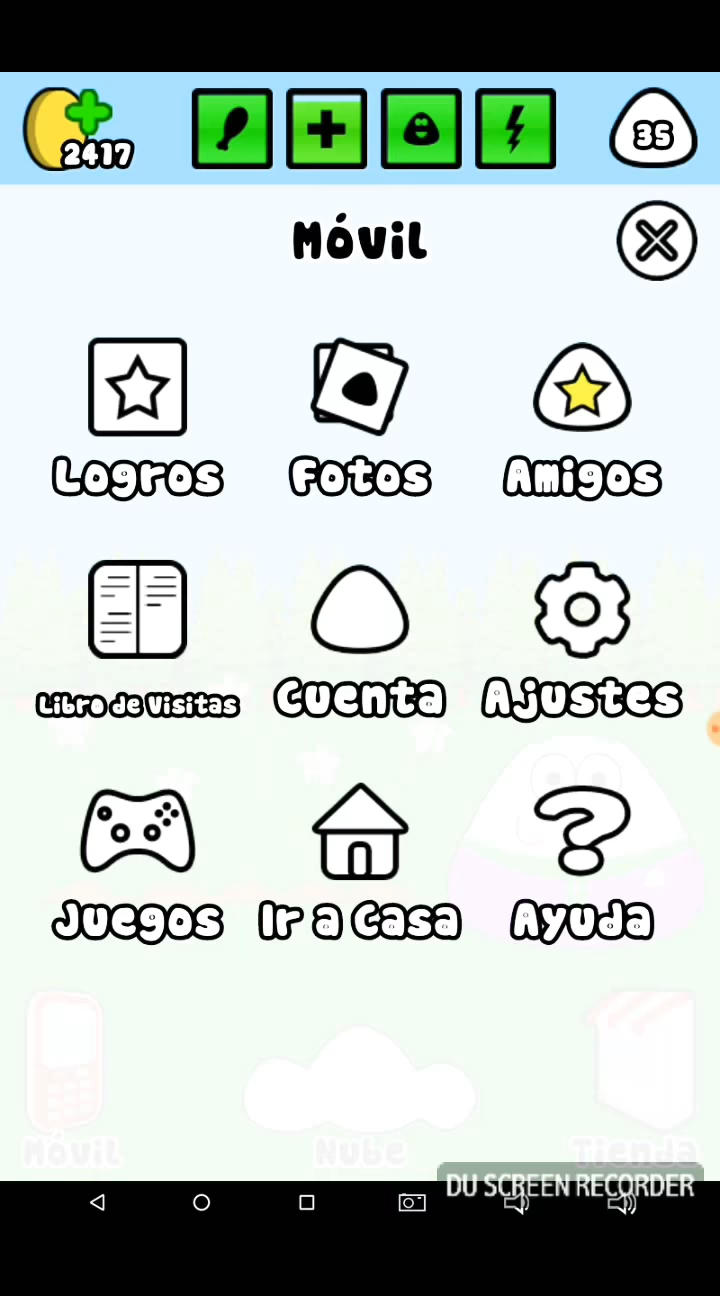 2417
35
Móvil
Logros Fotos Amigos
Libro de Visitas Cuenta Ajustes
Juegos Ir a Casa Ayuda
Móvil Nube Tienda
DU SCREEN RECORDER